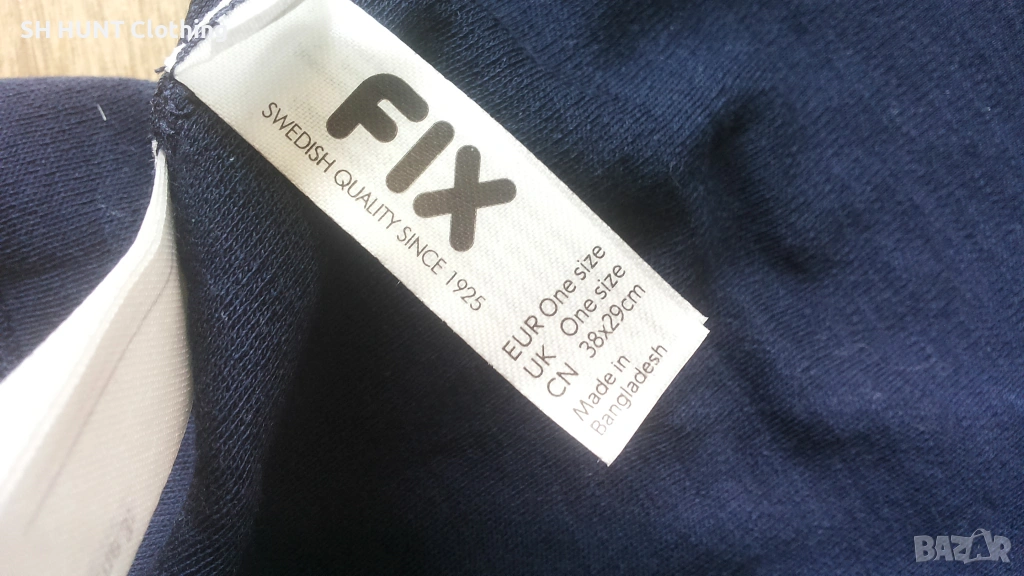 SH HUNT Clothing
FIX
SWEDISH QUALITY SINCE 1925
EUR One size
UK One size
CN 38x29cm
Made in
Bangladesh
BAZAR